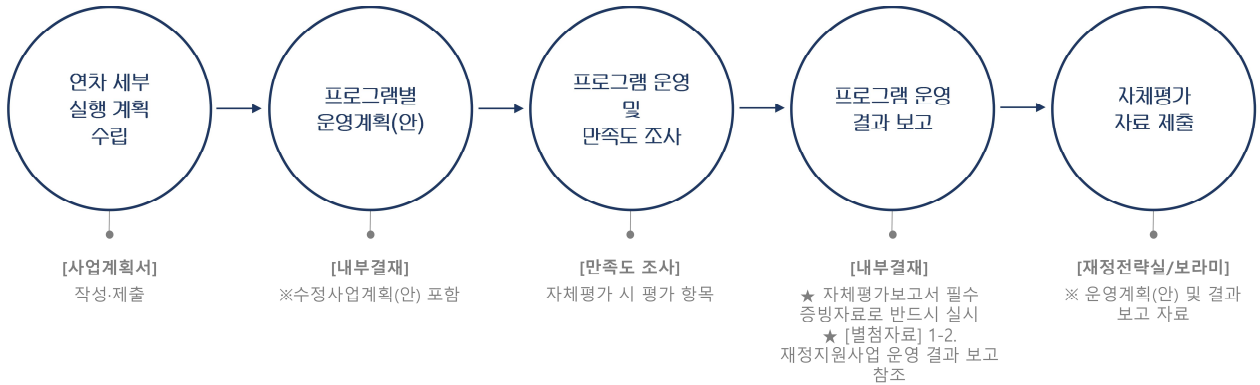 연차 세부
실행 계획
수립
프로그램별
운영계획(안)
프로그램 운영
및
만족도 조사
프로그램 운영
결과 보고
자체평가
자료 제출
[사업계획서]
작성·제출
[내부결재]
※수정사업계획(안) 포함
[만족도 조사]
자체평가 시 평가 항목
[내부결재]
★ 자체평가보고서 필수
증빙자료로 반드시 실시
★ [별첨자료] 1-2.
재정지원사업 운영 결과 보고
참조
[재정전략실/보라미]
※ 운영계획(안) 및 결과
보고 자료